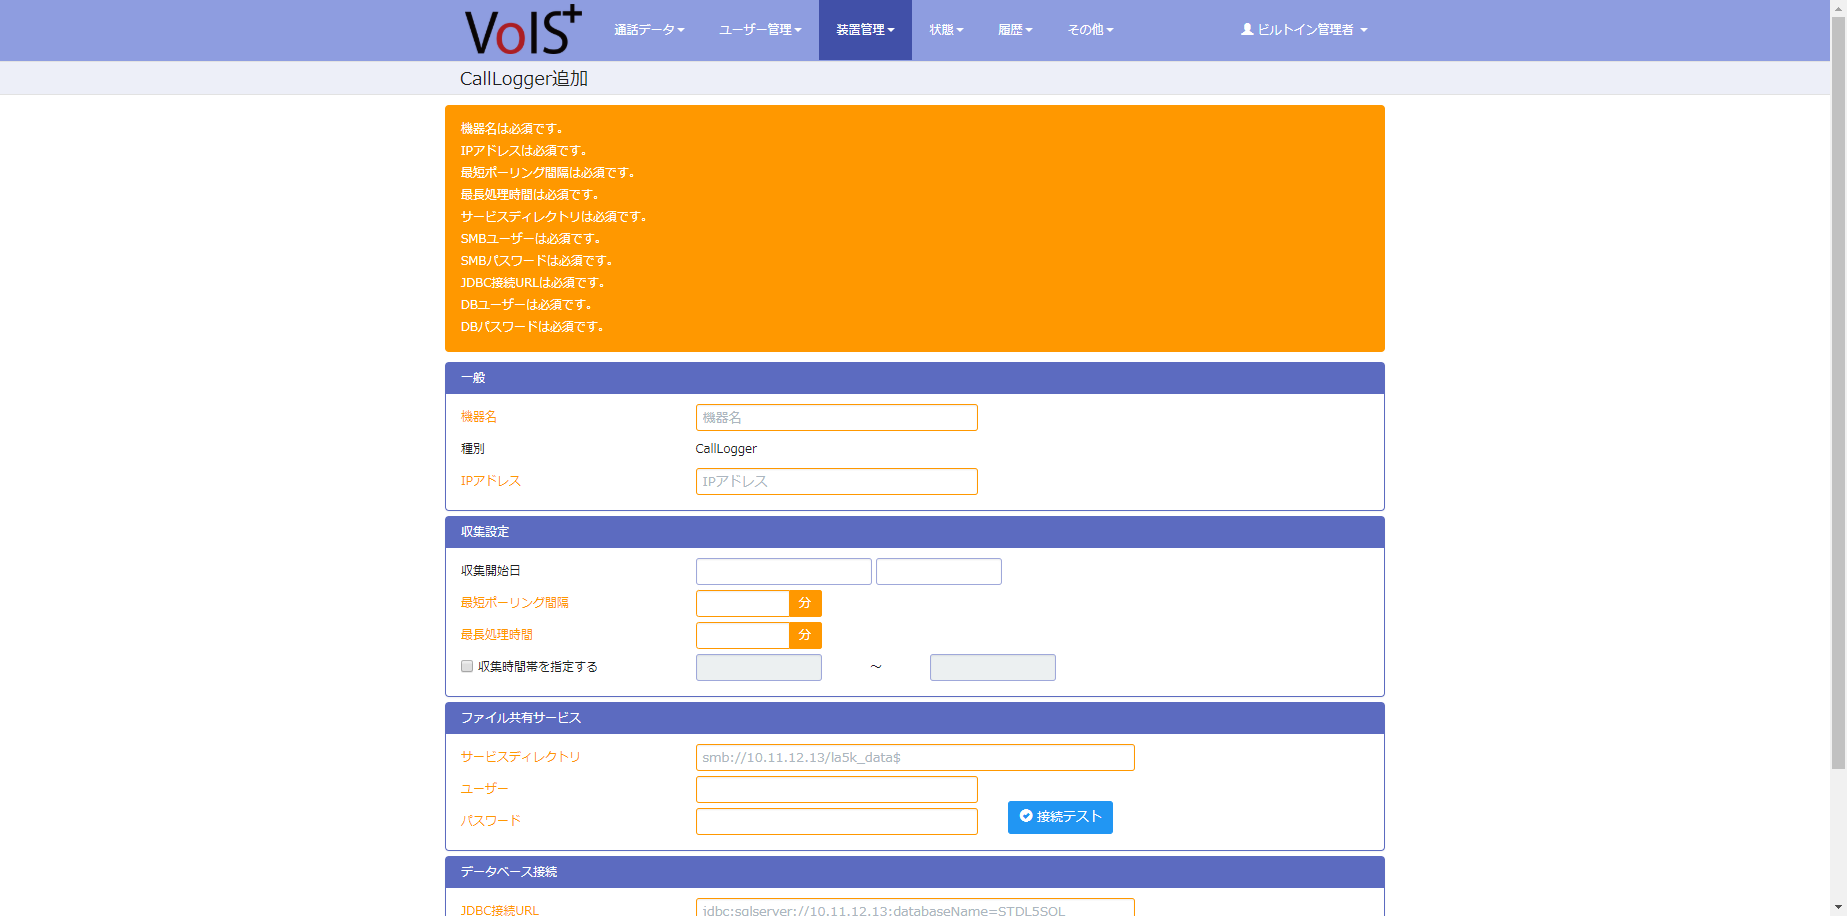 VoIS+ 通話データ ユーザー管理 装置管理 状態 履歴 その他 ビルトイン管理者
CallLogger追加
機器名は必須です。
IPアドレスは必須です。
最短ポーリング間隔は必須です。
最長処理時間は必須です。
サービスディレクトリは必須です。
SMBユーザーは必須です。
SMBパスワードは必須です。
JDBC接続URLは必須です。
DBユーザーは必須です。
DBパスワードは必須です。
一般
機器名 機器名
種別 CallLogger
IPアドレス IPアドレス
収集設定
収集開始日
最短ポーリング間隔 分
最長処理時間 分
収集時間帯を指定する ～
ファイル共有サービス
サービスディレクトリ smb://10.11.12.13/la5k_data$
ユーザー
パスワード 接続テスト
データベース接続
JDBC接続URL jdbc:sqlserver://10.11.12.13;databaseName=STDL5SQL